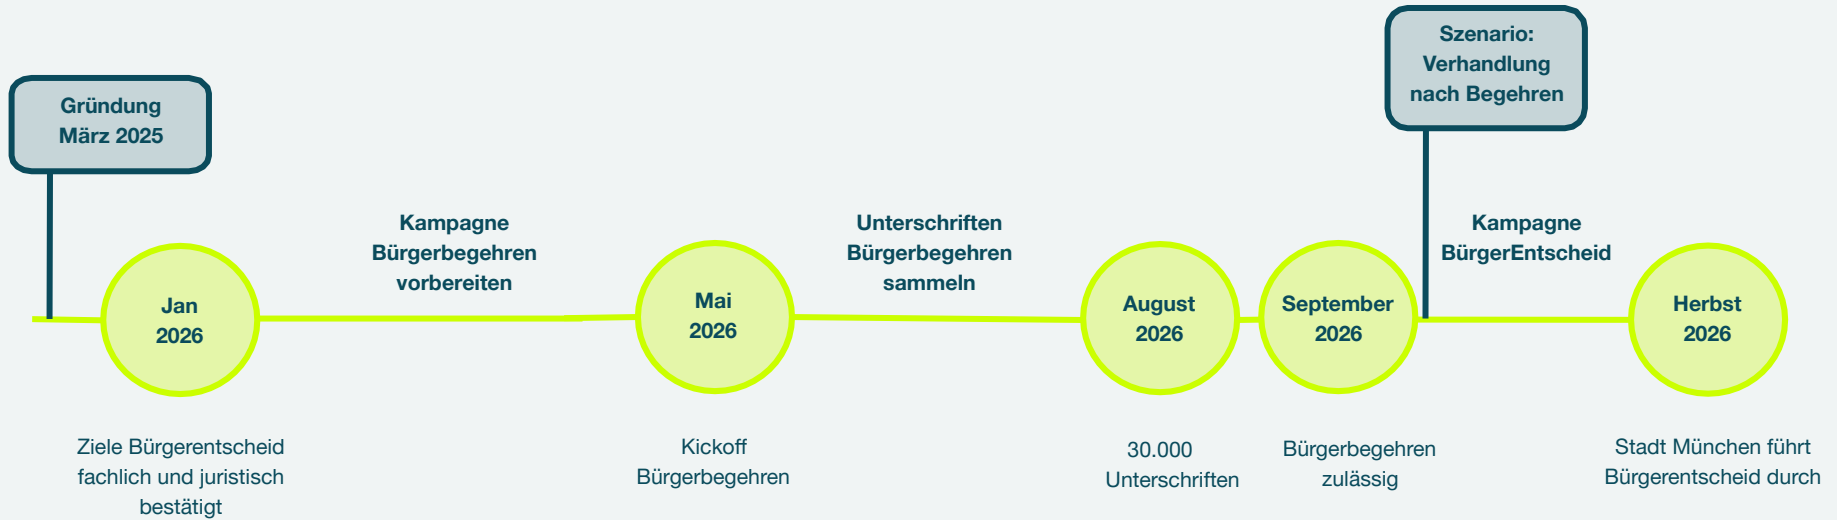 Gründung
März 2025
Szenario:
Verhandlung
nach Begehren
Kampagne
Bürgerbegehren
vorbereiten
Unterschriften
Bürgerbegehren
sammeln
Kampagne
BürgerEntscheid
Jan
2026
Mai
2026
August
2026
September
2026
Herbst
2026
Ziele Bürgerentscheid
fachlich und juristisch
bestätigt
Kickoff
Bürgerbegehren
30.000
Unterschriften
Bürgerbegehren
zulässig
Stadt München führt
Bürgerentscheid durch